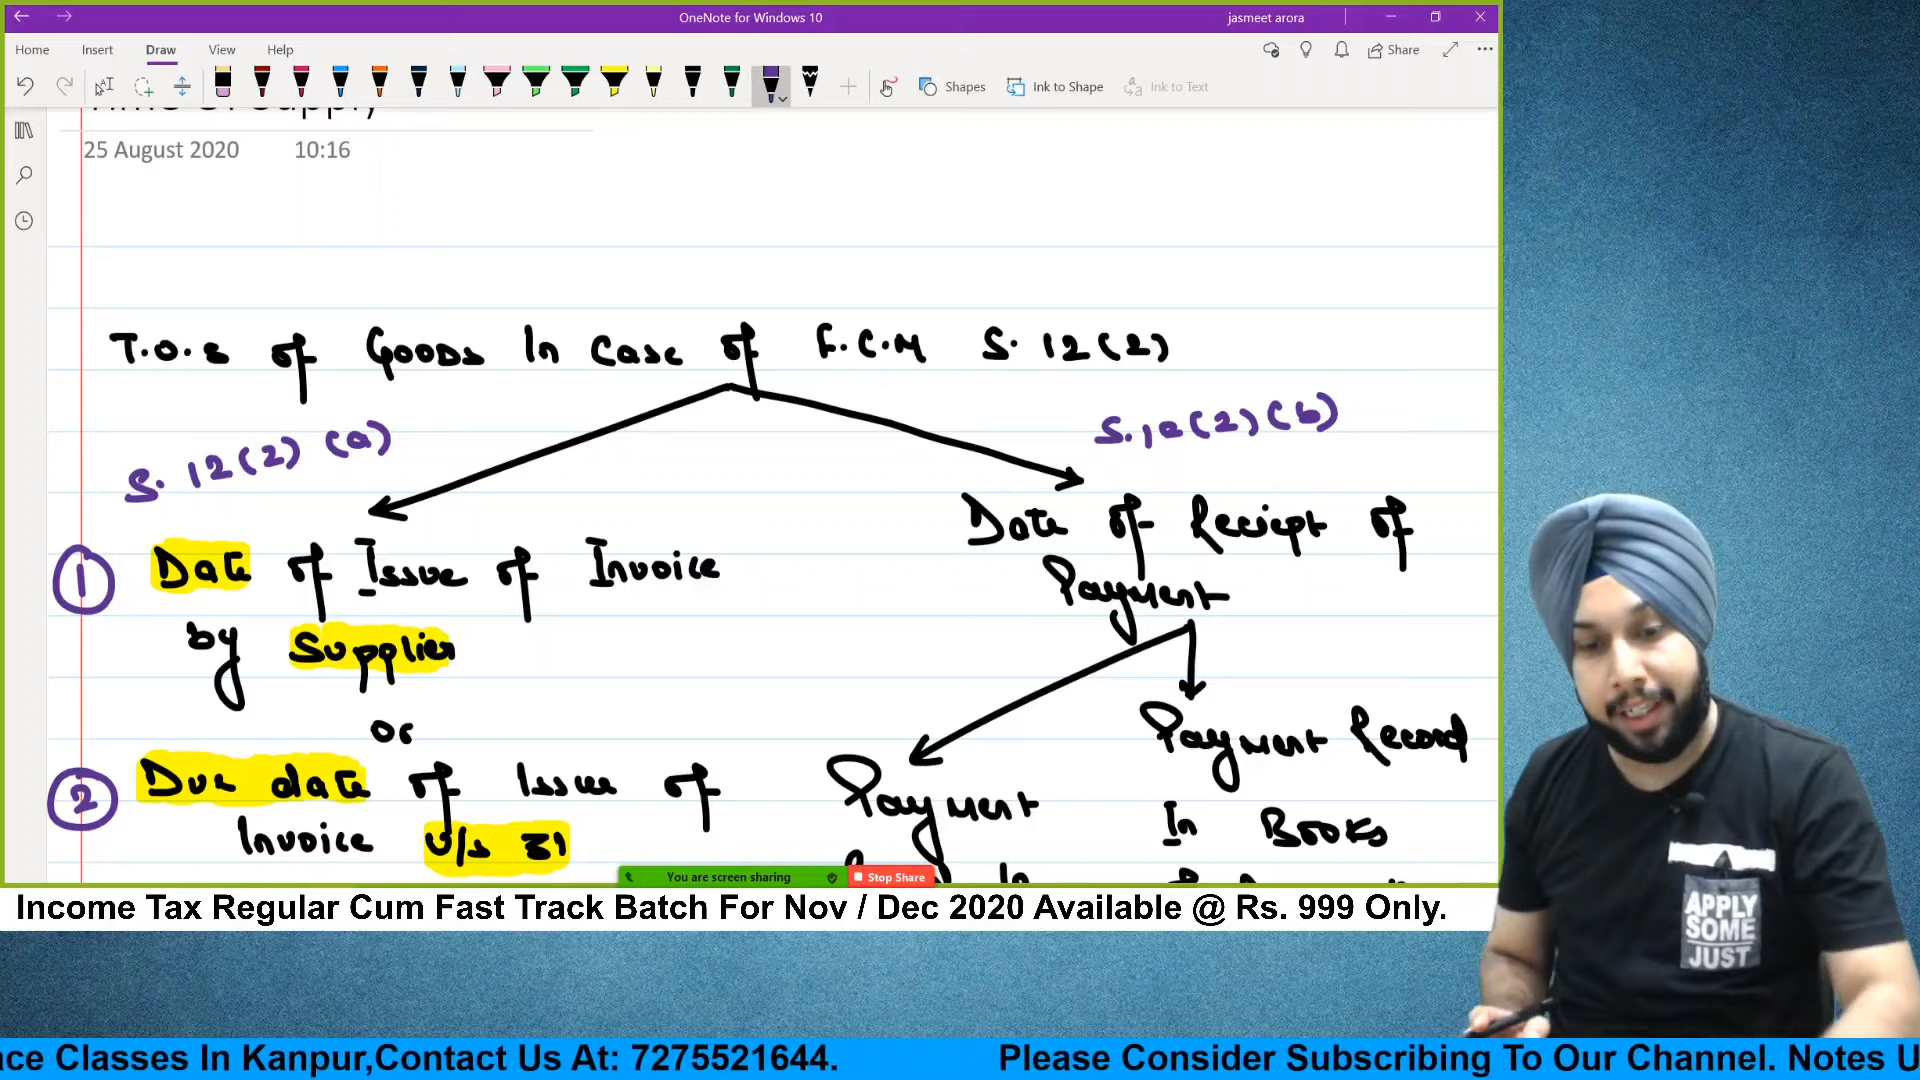 OneNote for Windows 10
jasmeet arora
Home Insert Draw View Help
Share
Shapes Ink to Shape Ink to Text
Time Of Supply
25 August 2020 10:16
T.O.S of Goods In Case of F.C.M S. 12(2)
S. 12(2) (a)
S.12(2)(b)
1 Date of Issue of Invoice
by Supplier
or
2 Due date of Issue of
Invoice U/s 31
Date of Reciept of
Payment
Payment
Payment Record
In Books
You are screen sharing Stop Share
Income Tax Regular Cum Fast Track Batch For Nov / Dec 2020 Available @ Rs. 999 Only.
APPLY
SOME
JUST
ace Classes In Kanpur,Contact Us At: 7275521644. Please Consider Subscribing To Our Channel. Notes U